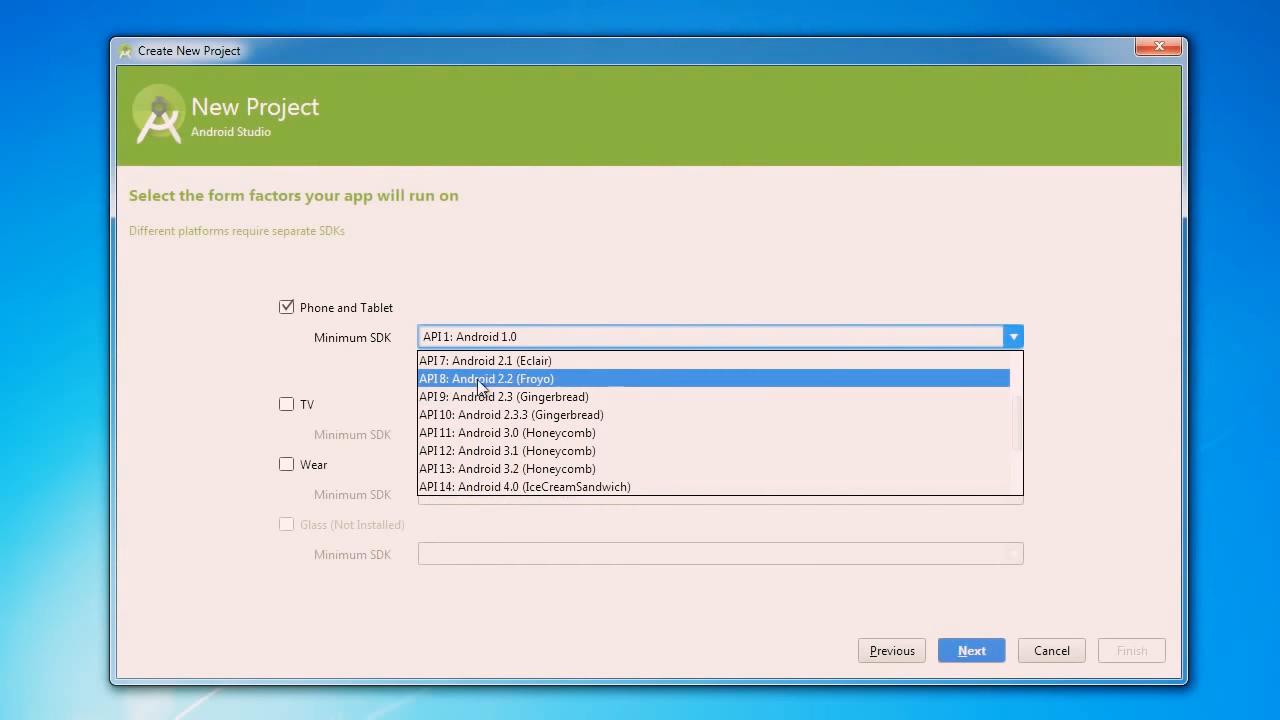 Create New Project
New Project
Android Studio
Select the form factors your app will run on
Different platforms require separate SDKs
Phone and Tablet
Minimum SDK
API 1: Android 1.0
API 7: Android 2.1 (Eclair)
API 8: Android 2.2 (Froyo)
API 9: Android 2.3 (Gingerbread)
API 10: Android 2.3.3 (Gingerbread)
API 11: Android 3.0 (Honeycomb)
API 12: Android 3.1 (Honeycomb)
API 13: Android 3.2 (Honeycomb)
API 14: Android 4.0 (IceCreamSandwich)
TV
Minimum SDK
Wear
Minimum SDK
Glass (Not Installed)
Minimum SDK
Previous
Next
Cancel
Finish